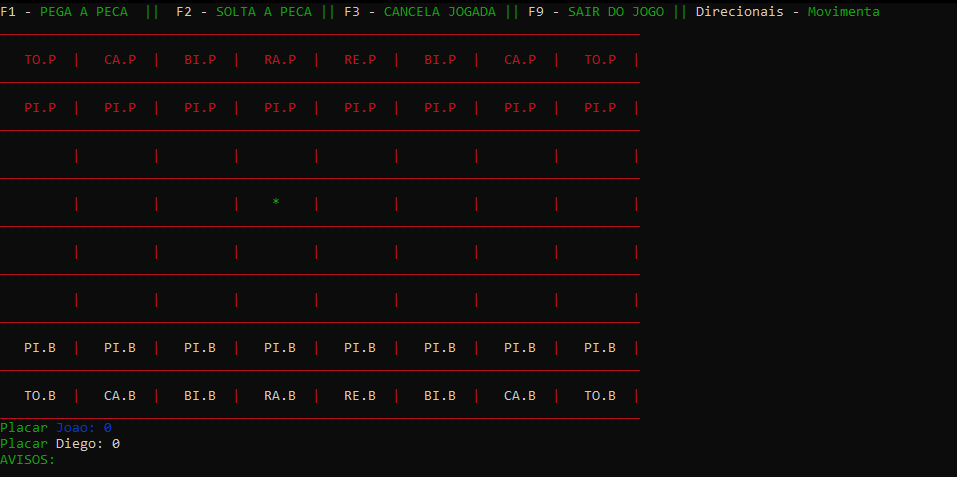 F1 - PEGA A PECA || F2 - SOLTA A PECA || F3 - CANCELA JOGADA || F9 - SAIR DO JOGO || Direcionais - Movimenta
TO.P | CA.P | BI.P | RA.P | RE.P | BI.P | CA.P | TO.P |
PI.P | PI.P | PI.P | PI.P | PI.P | PI.P | PI.P | PI.P |
| | | | | | | |
| | | * | | | | |
| | | | | | | |
| | | | | | | |
PI.B | PI.B | PI.B | PI.B | PI.B | PI.B | PI.B | PI.B |
TO.B | CA.B | BI.B | RA.B | RE.B | BI.B | CA.B | TO.B |
Placar Joao: 0
Placar Diego: 0
AVISOS: